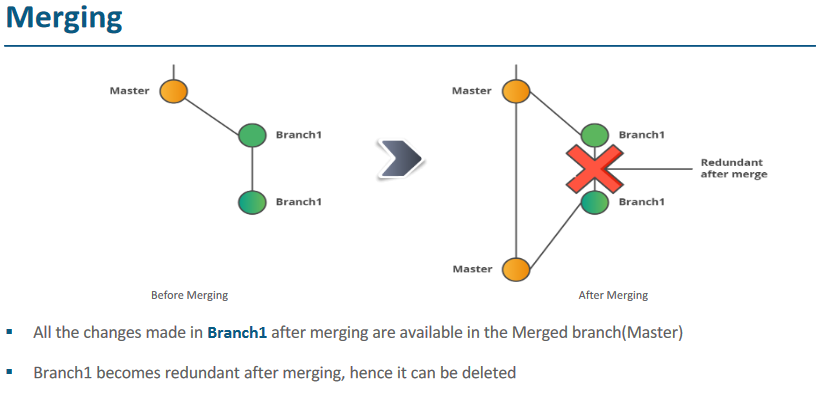 Merging
Master
Branch1
Branch1
Before Merging
Master
Branch1
Redundant
after merge
Branch1
Master
After Merging
All the changes made in Branch1 after merging are available in the Merged branch(Master)
Branch1 becomes redundant after merging, hence it can be deleted